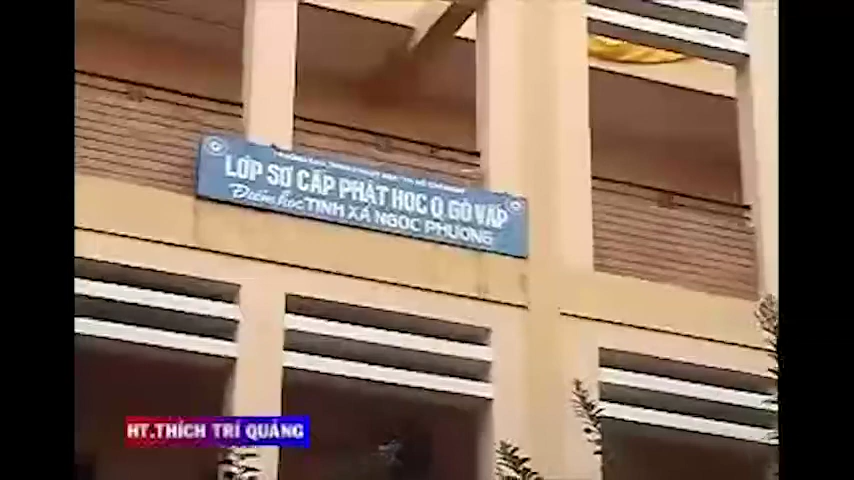 LỚP SƠ CẤP PHẬT HỌC Q.GÒ VẤP
Điểm học TỊNH XÁ NGỌC PHƯƠNG
HT.THÍCH TRÍ QUẢNG